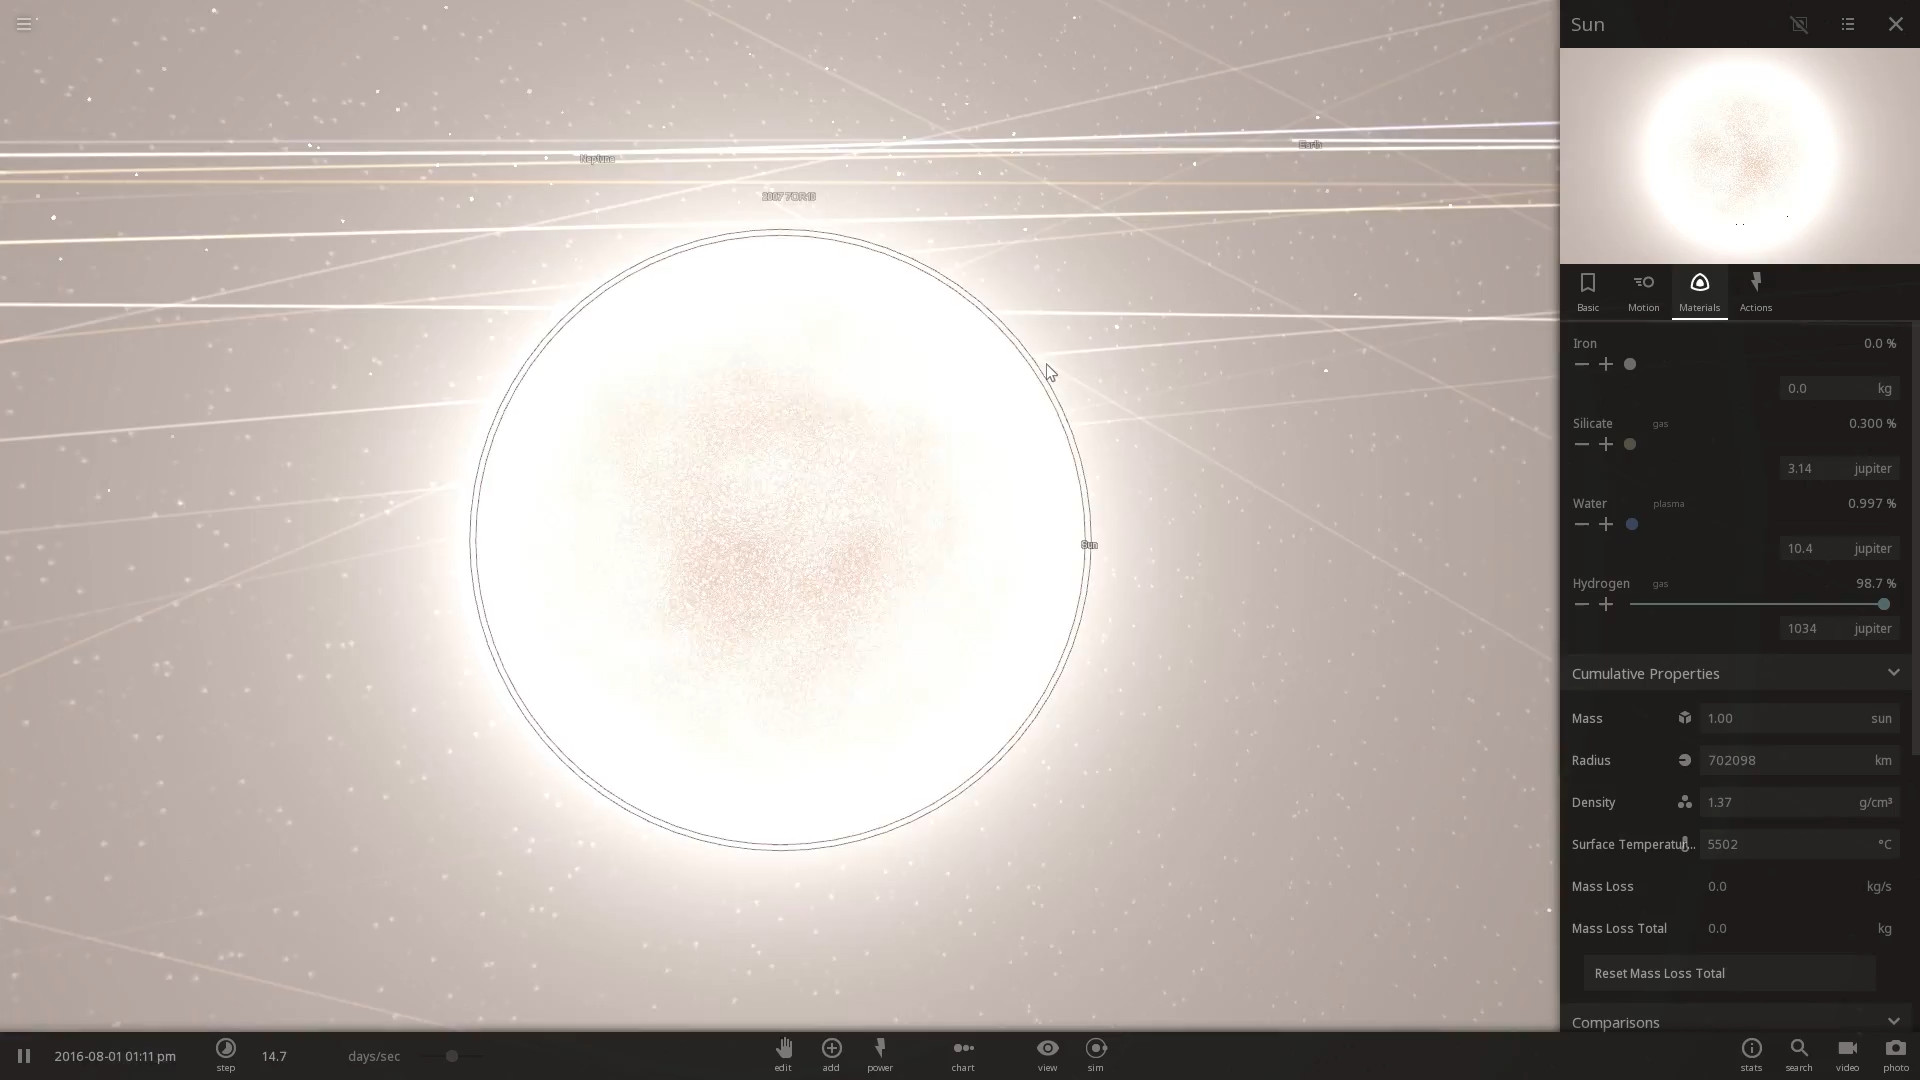 Sun
Neptune
Earth
2007 7OR10
Sun
Basic
Motion
Materials
Actions
Iron
0.0 %
0.0 kg
Silicate gas 0.300 %
3.14 jupiter
Water plasma 0.997 %
10.4 jupiter
Hydrogen gas 98.7 %
1034 jupiter
Cumulative Properties
Mass 1.00 sun
Radius 702098 km
Density 1.37 g/cm³
Surface Temperatur... 5502 °C
Mass Loss 0.0 kg/s
Mass Loss Total 0.0 kg
Reset Mass Loss Total
Comparisons
2016-08-01 01:11 pm
step
14.7 days/sec
edit
add
power
chart
view
sim
stats
search
video
photo